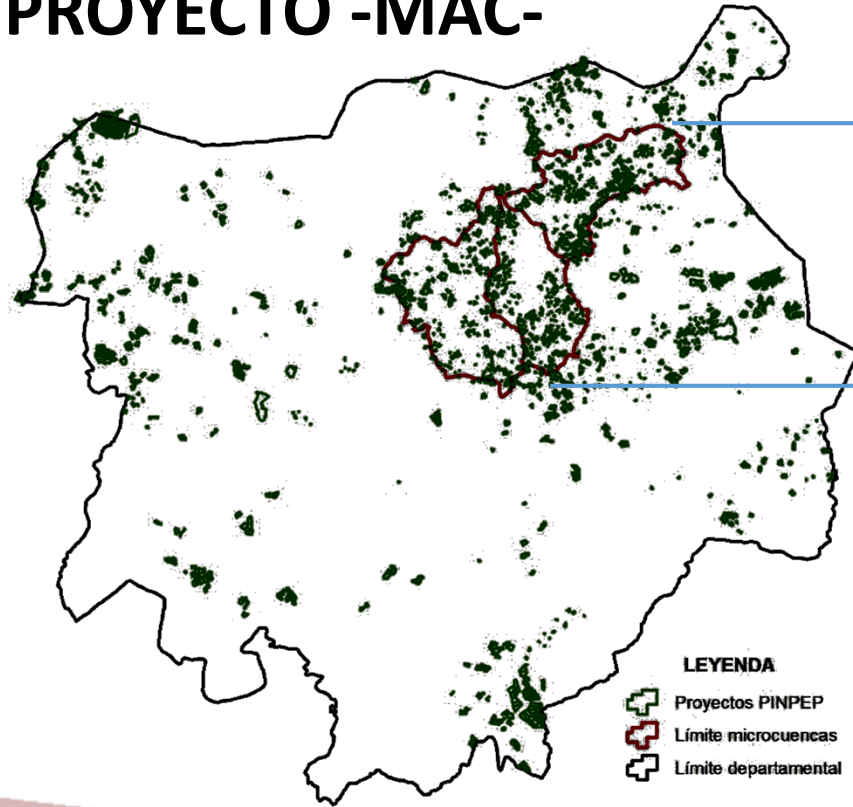 PROYECTO -MAC-
LEYENDA
Proyectos PINPEP
Límite microcuencas
Límite departamental